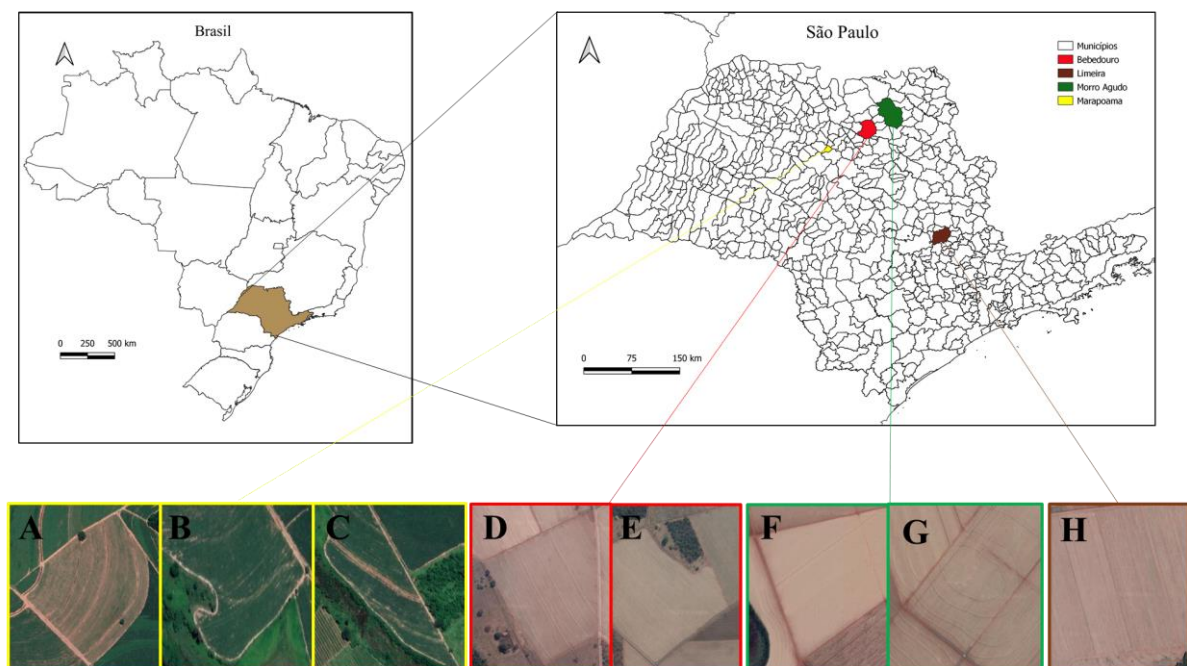 Brasil
0 250 500 km
São Paulo
Municípios
Bebedouro
Limeira
Morro Agudo
Marapoama
0 75 150 km
A B C D E F G H